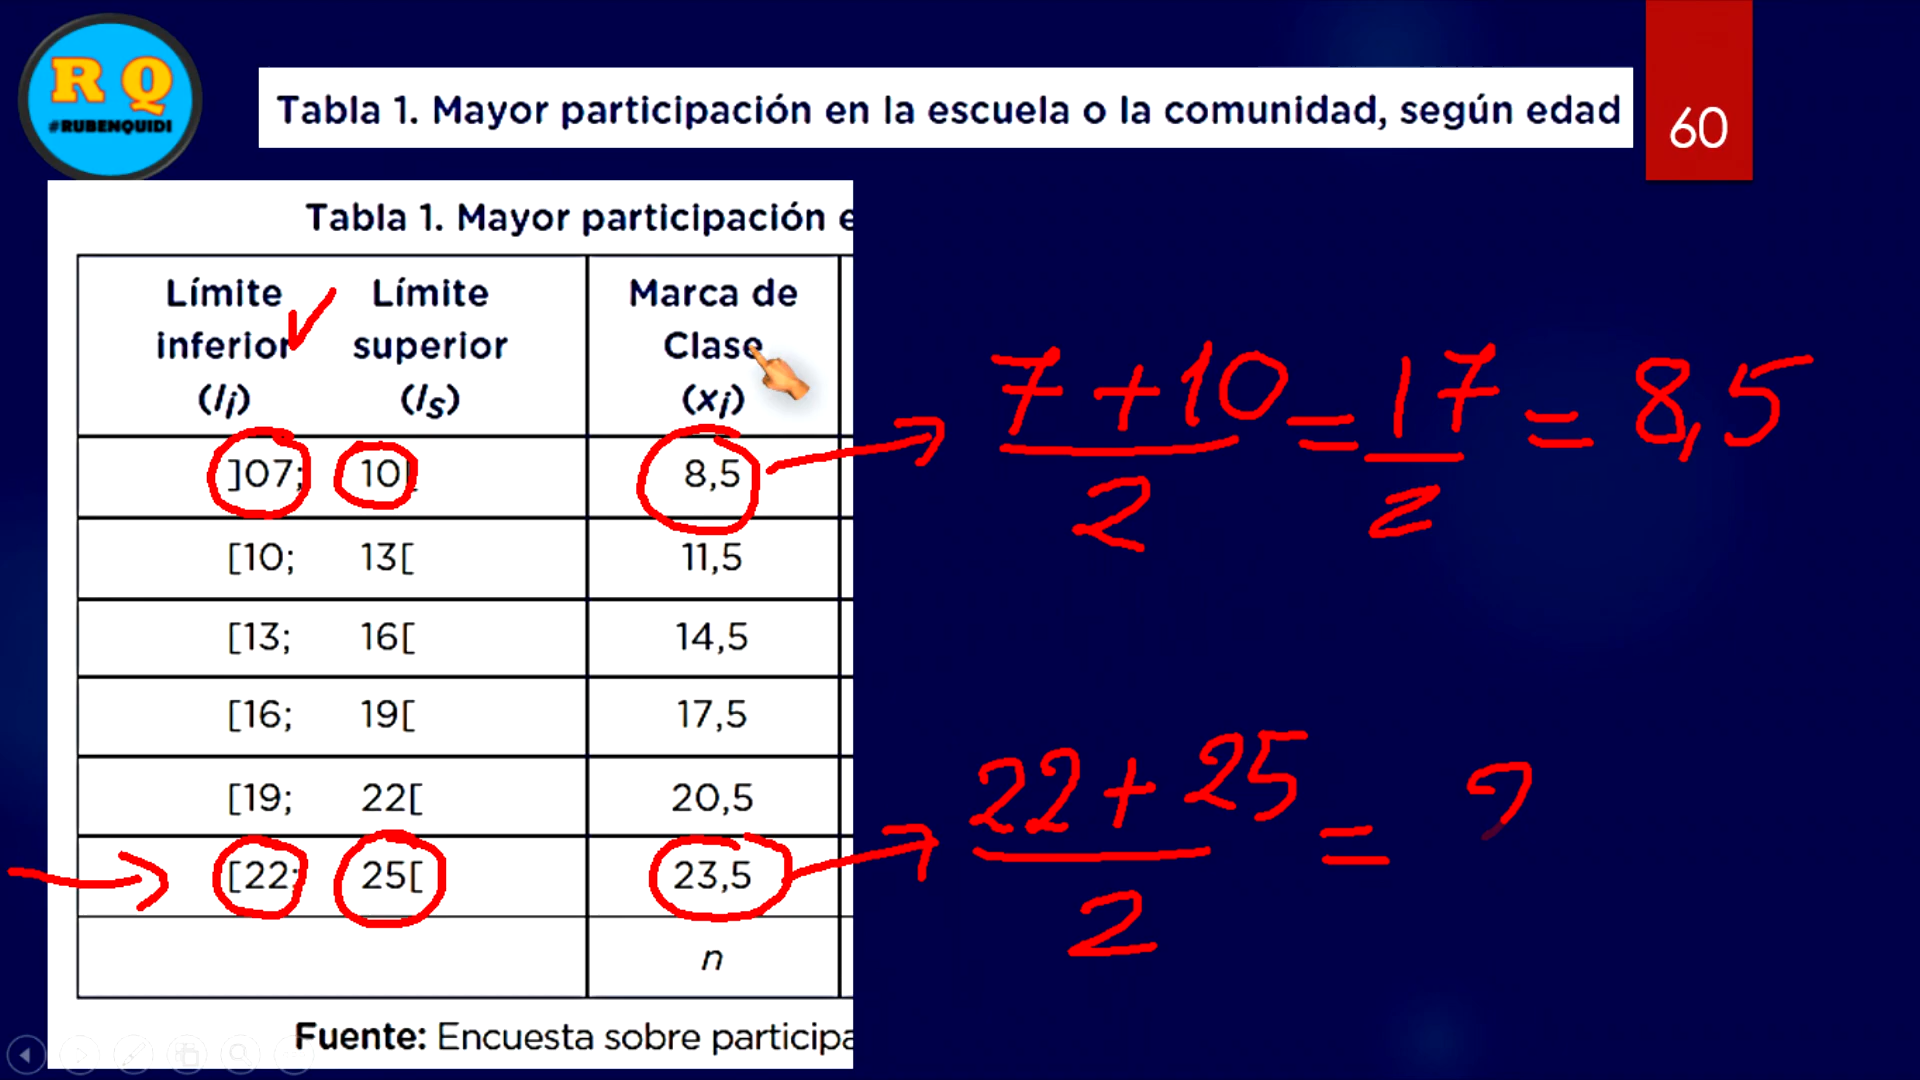 R Q
#RUBENQUIDI
Tabla 1. Mayor participación en la escuela o la comunidad, según edad
60
Tabla 1. Mayor participación e
Límite inferior (lᵢ) Límite superior (lₛ) Marca de Clase (xᵢ)
]07; 10[ 8,5
[10; 13[ 11,5
[13; 16[ 14,5
[16; 19[ 17,5
[19; 22[ 20,5
[22; 25[ 23,5
n
Fuente: Encuesta sobre participa
7 + 10 / 2 = 17 / 2 = 8,5
22 + 25 / 2 =